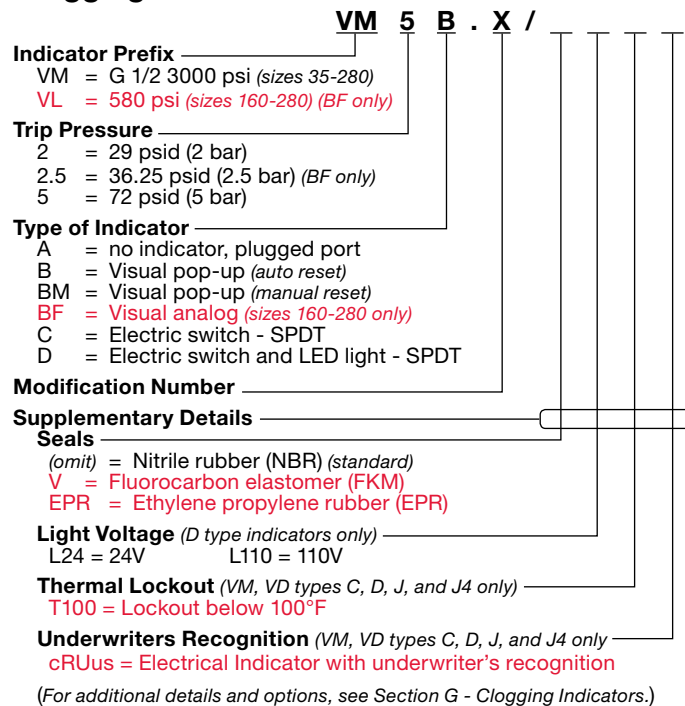 VM 5 B . X /
Indicator Prefix
VM = G 1/2 3000 psi (sizes 35-280)
VL = 580 psi (sizes 160-280) (BF only)
Trip Pressure
2 = 29 psid (2 bar)
2.5 = 36.25 psid (2.5 bar) (BF only)
5 = 72 psid (5 bar)
Type of Indicator
A = no indicator, plugged port
B = Visual pop-up (auto reset)
BM = Visual pop-up (manual reset)
BF = Visual analog (sizes 160-280 only)
C = Electric switch - SPDT
D = Electric switch and LED light - SPDT
Modification Number
Supplementary Details
Seals
(omit) = Nitrile rubber (NBR) (standard)
V = Fluorocarbon elastomer (FKM)
EPR = Ethylene propylene rubber (EPR)
Light Voltage (D type indicators only)
L24 = 24V L110 = 110V
Thermal Lockout (VM, VD types C, D, J, and J4 only)
T100 = Lockout below 100°F
Underwriters Recognition (VM, VD types C, D, J, and J4 only
cRUus = Electrical Indicator with underwriter's recognition
(For additional details and options, see Section G - Clogging Indicators.)